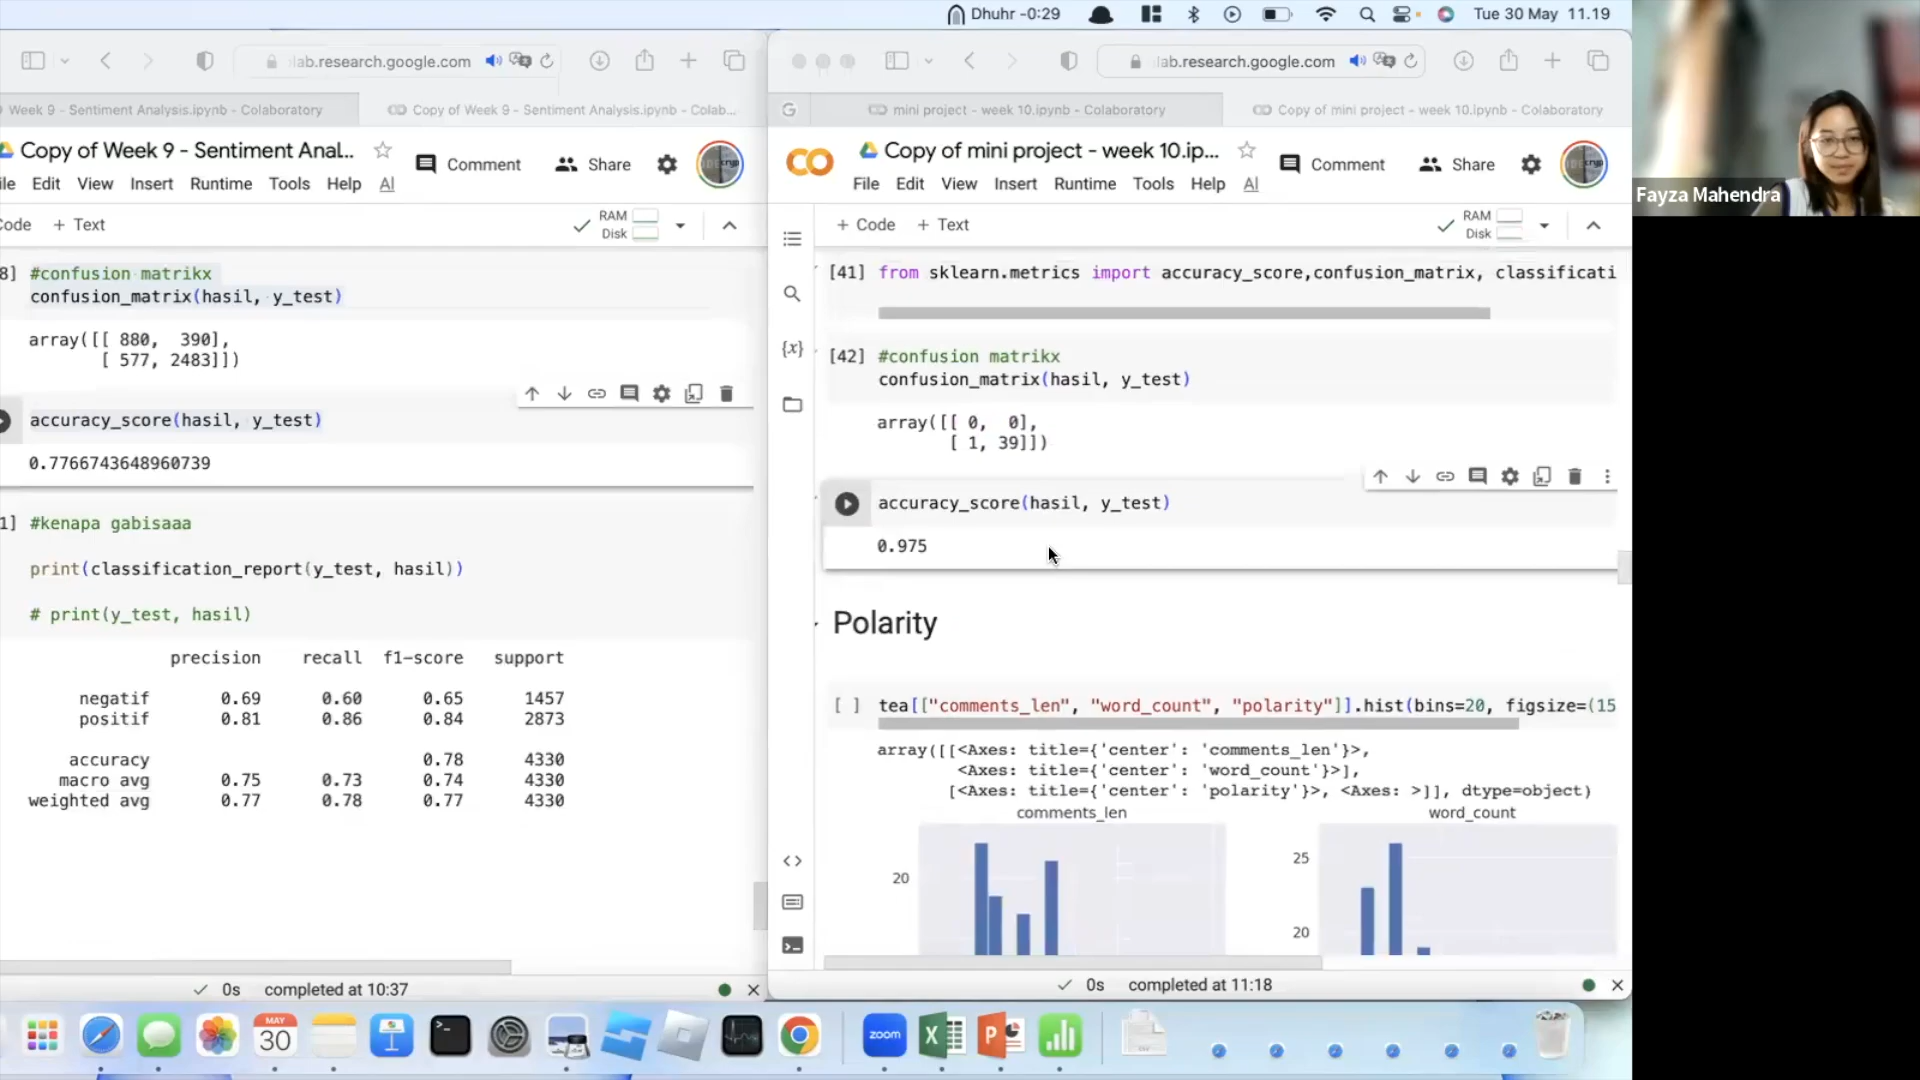 Dhuhr -0:29
Tue 30 May 11.19
lab.research.google.com
Week 9 - Sentiment Analysis.ipynb - Colaboratory
Copy of Week 9 - Sentiment Analysis.ipynb - Colab...
Copy of Week 9 - Sentiment Anal...
Comment
Share
ile Edit View Insert Runtime Tools Help AI
ode + Text
RAM
Disk
8] #confusion matrikx
confusion_matrix(hasil, y_test)
array([[ 880, 390],
[ 577, 2483]])
accuracy_score(hasil, y_test)
0.7766743648960739
1] #kenapa gabisaaa
print(classification_report(y_test, hasil))
# print(y_test, hasil)
precision recall f1-score support
negatif 0.69 0.60 0.65 1457
positif 0.81 0.86 0.84 2873
accuracy 0.78 4330
macro avg 0.75 0.73 0.74 4330
weighted avg 0.77 0.78 0.77 4330
0s completed at 10:37
lab.research.google.com
G
mini project - week 10.ipynb - Colaboratory
Copy of mini project - week 10.ipynb - Colaboratory
Copy of mini project - week 10.ip...
Comment
Share
File Edit View Insert Runtime Tools Help AI
+ Code + Text
RAM
Disk
{x}
[41] from sklearn.metrics import accuracy_score,confusion_matrix, classificati
[42] #confusion matrikx
confusion_matrix(hasil, y_test)
array([[ 0, 0],
[ 1, 39]])
accuracy_score(hasil, y_test)
0.975
Polarity
[ ] tea[["comments_len", "word_count", "polarity"]].hist(bins=20, figsize=(15
array([[<Axes: title={'center': 'comments_len'}>,
<Axes: title={'center': 'word_count'}>],
[<Axes: title={'center': 'polarity'}>, <Axes: >]], dtype=object)
comments_len
word_count
20
25
20
0s completed at 11:18
Fayza Mahendra
MAY
30
zoom